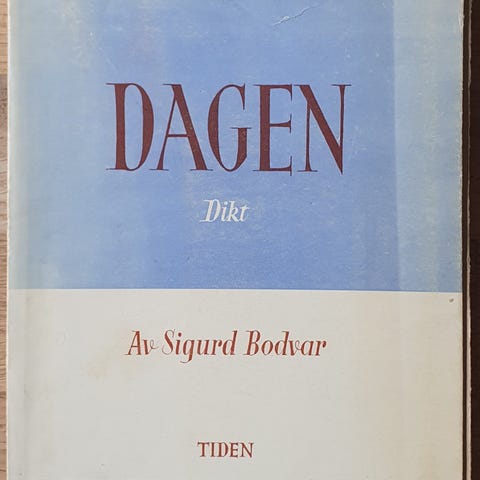 DAGEN
Dikt
Av Sigurd Bodvar
TIDEN